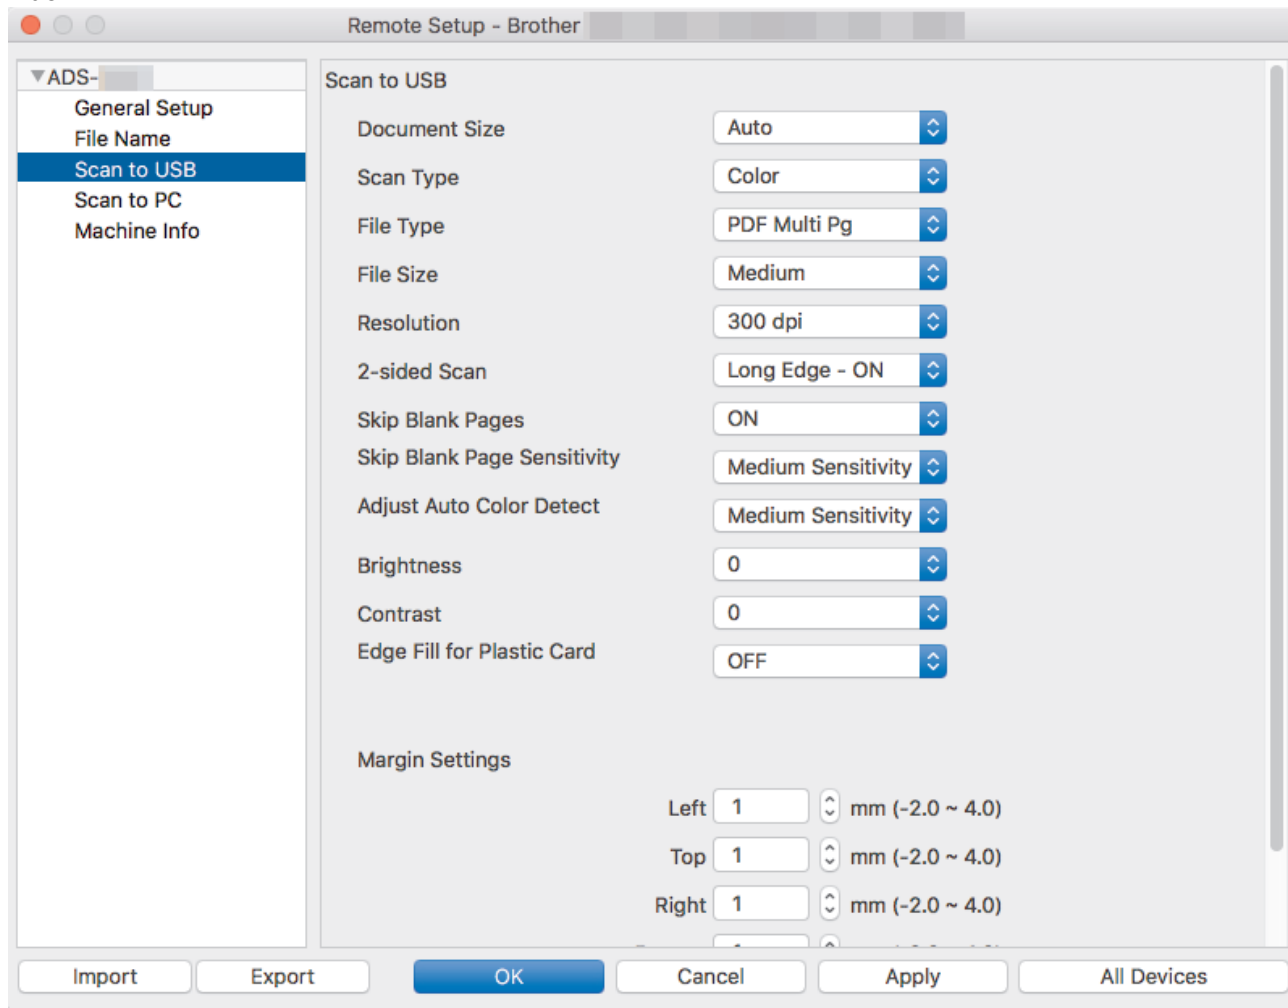 Remote Setup - Brother
ADS-
General Setup
File Name
Scan to USB
Scan to PC
Machine Info
Scan to USB
Document Size Auto
Scan Type Color
File Type PDF Multi Pg
File Size Medium
Resolution 300 dpi
2-sided Scan Long Edge - ON
Skip Blank Pages ON
Skip Blank Page Sensitivity Medium Sensitivity
Adjust Auto Color Detect Medium Sensitivity
Brightness 0
Contrast 0
Edge Fill for Plastic Card OFF
Margin Settings
Left 1 mm (-2.0 ~ 4.0)
Top 1 mm (-2.0 ~ 4.0)
Right 1 mm (-2.0 ~ 4.0)
Import Export OK Cancel Apply All Devices